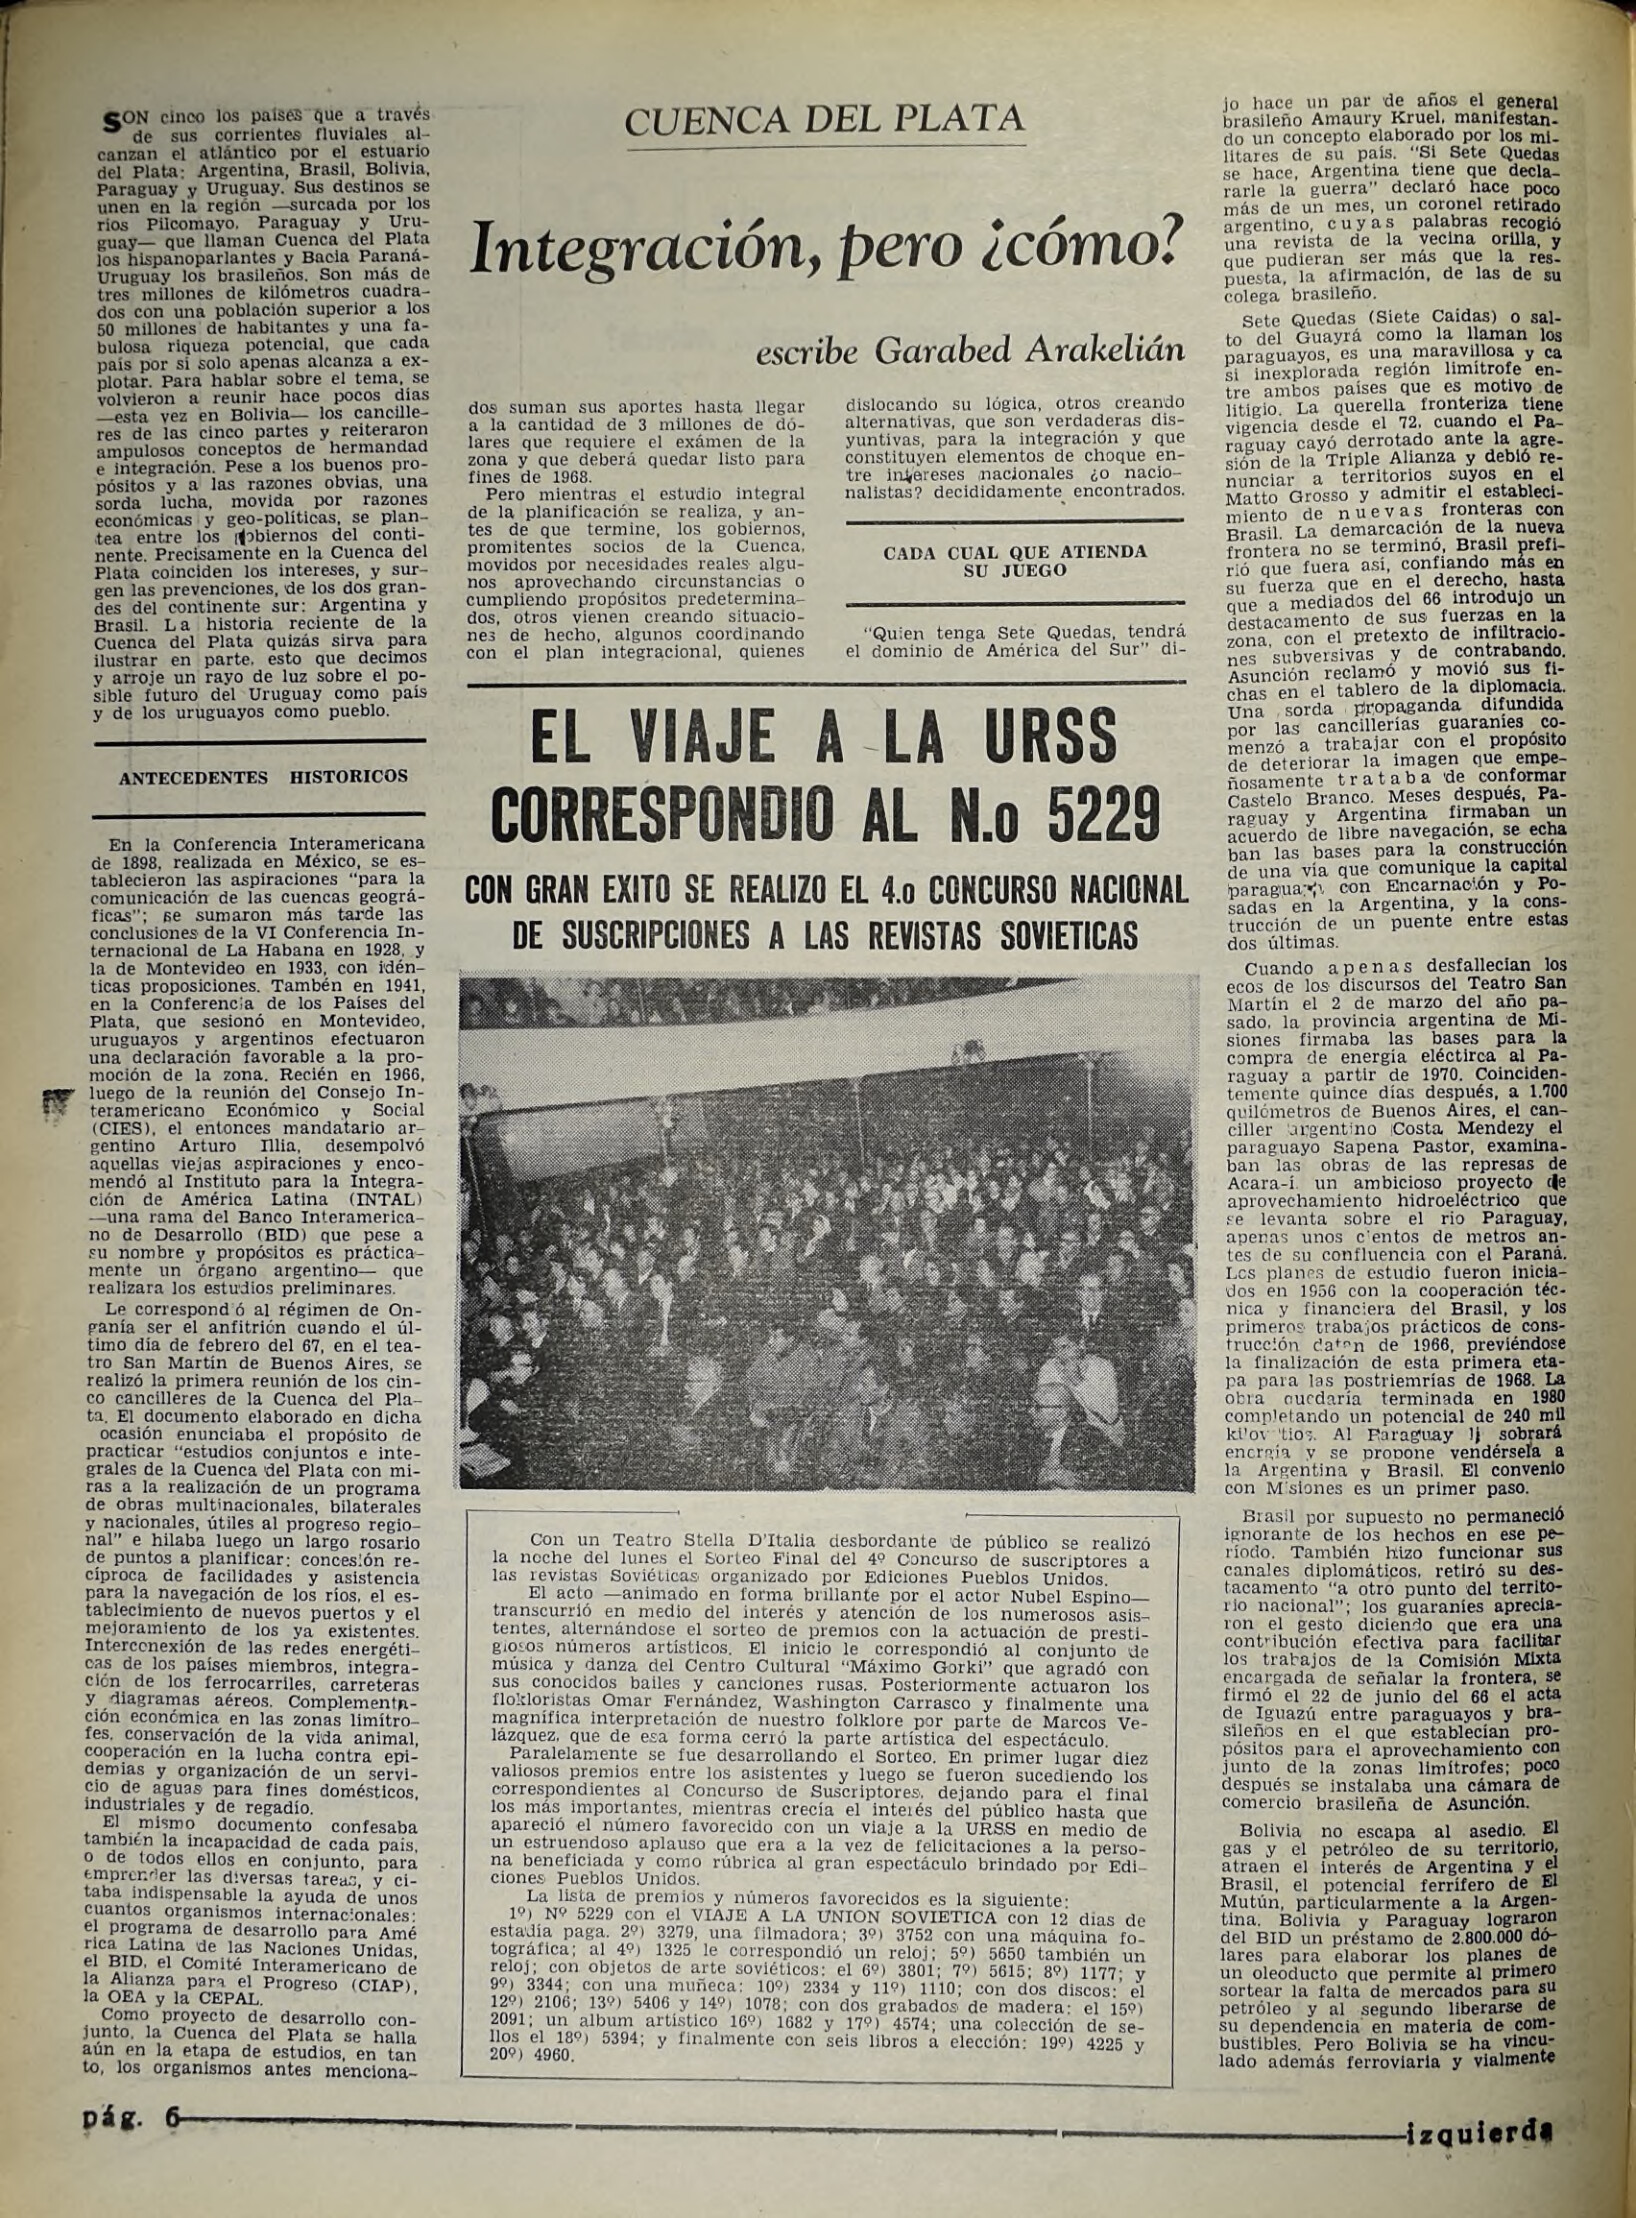 CUENCA DEL PLATA
Integración, pero ¿cómo?
escribe Garabed Arakelián
SON cinco los países que a través
de sus corrientes fluviales al-
canzan el atlántico por el estuario
del Plata: Argentina, Brasil, Bolivia,
Paraguay y Uruguay. Sus destinos se
unen en la región —surcada por los
rios Pilcomayo, Paraguay y Uru-
guay— que llaman Cuenca del Plata
los hispanoparlantes y Bacia Paraná-
Uruguay los brasileños. Son más de
tres millones de kilómetros cuadra-
dos con una población superior a los
50 millones de habitantes y una fa-
bulosa riqueza potencial, que cada
país por si solo apenas alcanza a ex-
plotar. Para hablar sobre el tema, se
volvieron a reunir hace pocos días
—esta vez en Bolivia— los cancille-
res de las cinco partes y reiteraron
ampulosos conceptos de hermandad
e integración. Pese a los buenos pro-
pósitos y a las razones obvias, una
sorda lucha, movida por razones
económicas y geo-políticas, se plan-
tea entre los gobiernos del conti-
nente. Precisamente en la Cuenca del
Plata coinciden los intereses, y sur-
gen las prevenciones, de los dos gran-
des del continente sur: Argentina y
Brasil. La historia reciente de la
Cuenca del Plata quizás sirva para
ilustrar en parte, esto que decimos
y arroje un rayo de luz sobre el po-
sible futuro del Uruguay como país
y de los uruguayos como pueblo.
ANTECEDENTES HISTORICOS
En la Conferencia Interamericana
de 1898, realizada en México, se es-
tablecieron las aspiraciones "para la
comunicación de las cuencas geográ-
ficas"; se sumaron más tarde las
conclusiones de la VI Conferencia In-
ternacional de La Habana en 1928, y
la de Montevideo en 1933, con idén-
ticas proposiciones. Tambén en 1941,
en la Conferencia de los Países del
Plata, que sesionó en Montevideo,
uruguayos y argentinos efectuaron
una declaración favorable a la pro-
moción de la zona. Recién en 1966,
luego de la reunión del Consejo In-
teramericano Económico y Social
(CIES), el entonces mandatario ar-
gentino Arturo Illia, desempolvó
aquellas viejas aspiraciones y enco-
mendó al Instituto para la Integra-
ción de América Latina (INTAL)
—una rama del Banco Interamerica-
no de Desarrollo (BID) que pese a
su nombre y propósitos es práctica-
mente un órgano argentino— que
realizara los estudios preliminares.
Le correspondó al régimen de On-
ganía ser el anfitrión cuando el úl-
timo día de febrero del 67, en el tea-
tro San Martín de Buenos Aires, se
realizó la primera reunión de los cin-
co cancilleres de la Cuenca del Pla-
ta. El documento elaborado en dicha
ocasión enunciaba el propósito de
practicar "estudios conjuntos e inte-
grales de la Cuenca del Plata con mi-
ras a la realización de un programa
de obras multinacionales, bilaterales
y nacionales, útiles al progreso regio-
nal" e hilaba luego un largo rosario
de puntos a planificar: concesión re-
cíproca de facilidades y asistencia
para la navegación de los ríos, el es-
tablecimiento de nuevos puertos y el
mejoramiento de los ya existentes.
Interconexión de las redes energéti-
cas de los países miembros, integra-
ción de los ferrocarriles, carreteras
y diagramas aéreos. Complementa-
ción económica en las zonas limítro-
fes, conservación de la vida animal,
cooperación en la lucha contra epi-
demias y organización de un servi-
cio de aguas para fines domésticos,
industriales y de regadío.
El mismo documento confesaba
también la incapacidad de cada país,
o de todos ellos en conjunto, para
emprender las diversas tareas, y ci-
taba indispensable la ayuda de unos
cuantos organismos internacionales:
el programa de desarrollo para Amé
rica Latina de las Naciones Unidas,
el BID, el Comité Interamericano de
la Alianza para el Progreso (CIAP),
la OEA y la CEPAL.
Como proyecto de desarrollo con-
junto, la Cuenca del Plata se halla
aún en la etapa de estudios, en tan
to, los organismos antes menciona-
dos suman sus aportes hasta llegar
a la cantidad de 3 millones de dó-
lares que requiere el exámen de la
zona y que deberá quedar listo para
fines de 1968.
Pero mientras el estudio integral
de la planificación se realiza, y an-
tes de que termine, los gobiernos,
promitentes socios de la Cuenca,
movidos por necesidades reales algu-
nos aprovechando circunstancias o
cumpliendo propósitos predetermina-
dos, otros vienen creando situacio-
nes de hecho, algunos coordinando
con el plan integracional, quienes
dislocando su lógica, otros creando
alternativas, que son verdaderas dis-
yuntivas, para la integración y que
constituyen elementos de choque en-
tre intereses nacionales ¿o nacio-
nalistas? decididamente encontrados.
CADA CUAL QUE ATIENDA
SU JUEGO
"Quien tenga Sete Quedas, tendrá
el dominio de América del Sur" di-
jo hace un par de años el general
brasileño Amaury Kruel, manifestan-
do un concepto elaborado por los mi-
litares de su país. "Si Sete Quedas
se hace, Argentina tiene que decla-
rarle la guerra" declaró hace poco
más de un mes, un coronel retirado
argentino, cuyas palabras recogió
una revista de la vecina orilla, y
que pudieran ser más que la res-
puesta, la afirmación, de las de su
colega brasileño.
Sete Quedas (Siete Caídas) o sal-
to del Guayrá como la llaman los
paraguayos, es una maravillosa y ca
si inexplorada región limítrofe en-
tre ambos países que es motivo de
litigio. La querella fronteriza tiene
vigencia desde el 72, cuando el Pa-
raguay cayó derrotado ante la agre-
sión de la Triple Alianza y debió re-
nunciar a territorios suyos en el
Matto Grosso y admitir el estableci-
miento de nuevas fronteras con
Brasil. La demarcación de la nueva
frontera no se terminó, Brasil prefi-
rió que fuera así, confiando más en
su fuerza que en el derecho, hasta
que a mediados del 66 introdujo un
destacamento de sus fuerzas en la
zona, con el pretexto de infiltracio-
nes subversivas y de contrabando.
Asunción reclamó y movió sus fi-
chas en el tablero de la diplomacia.
Una sorda propaganda difundida
por las cancillerías guaraníes co-
menzó a trabajar con el propósito
de deteriorar la imagen que empe-
ñosamente trataba de conformar
Castelo Branco. Meses después, Pa-
raguay y Argentina firmaban un
acuerdo de libre navegación, se echa
ban las bases para la construcción
de una vía que comunique la capital
con Encarnación y Po-
sadas en la Argentina, y la cons-
trucción de un puente entre estas
dos últimas.
Cuando apenas desfallecían los
ecos de los discursos del Teatro San
Martín el 2 de marzo del año pa-
sado, la provincia argentina de Mi-
siones firmaba las bases para la
compra de energía eléctirca al Pa-
raguay a partir de 1970. Coinciden-
temente quince días después, a 1.700
quilómetros de Buenos Aires, el can-
ciller argentino Costa Mendezy el
paraguayo Sapena Pastor, examina-
ban las obras de las represas de
Acara-i, un ambicioso proyecto de
aprovechamiento hidroeléctrico que
se levanta sobre el rio Paraguay,
apenas unos cientos de metros an-
tes de su confluencia con el Paraná.
Los planes de estudio fueron inicia-
dos en 1956 con la cooperación téc-
nica y financiera del Brasil, y los
primeros trabajos prácticos de cons-
trucción daten de 1966, previéndose
la finalización de esta primera eta-
pa para las postriemrías de 1968. La
obra quedaría terminada en 1980
completando un potencial de 240 mil
Al Paraguay sobrará
energía y se propone vendérsela a
la Argentina y Brasil. El convenio
con Misiones es un primer paso.
Brasil por supuesto no permaneció
ignorante de los hechos en ese pe-
ríodo. También hizo funcionar sus
canales diplomáticos, retiró su des-
tacamento "a otro punto del territo-
rio nacional"; los guaraníes aprecia-
ron el gesto diciendo que era una
contribución efectiva para facilitar
los trabajos de la Comisión Mixta
encargada de señalar la frontera, se
firmó el 22 de junio del 66 el acta
de Iguazú entre paraguayos y bra-
sileños en el que establecían pro-
pósitos para el aprovechamiento con
junto de la zonas limítrofes; poco
después se instalaba una cámara de
comercio brasileña de Asunción.
Bolivia no escapa al asedio. El
gas y el petróleo de su territorio,
atraen el interés de Argentina y el
Brasil, el potencial ferrífero de El
Mutún, particularmente a la Argen-
tina. Bolivia y Paraguay lograron
del BID un préstamo de 2.800.000 dó-
lares para elaborar los planes de
un oleoducto que permite al primero
sortear la falta de mercados para su
petróleo y al segundo liberarse de
su dependencia en materia de com-
bustibles. Pero Bolivia se ha vincu-
lado además ferroviaria y vialmente
EL VIAJE A LA URSS
CORRESPONDIO AL N.o 5229
CON GRAN EXITO SE REALIZO EL 4.o CONCURSO NACIONAL
DE SUSCRIPCIONES A LAS REVISTAS SOVIETICAS
Con un Teatro Stella D'Italia desbordante de público se realizó
la noche del lunes el Sorteo Final del 4º Concurso de suscriptores a
las revistas Soviéticas organizado por Ediciones Pueblos Unidos.
El acto —animado en forma brillante por el actor Nubel Espino—
transcurrió en medio del interés y atención de los numerosos asis-
tentes, alternándose el sorteo de premios con la actuación de presti-
giosos números artísticos. El inicio le correspondió al conjunto de
música y danza del Centro Cultural "Máximo Gorki" que agradó con
sus conocidos bailes y canciones rusas. Posteriormente actuaron los
flokloristas Omar Fernández, Washington Carrasco y finalmente una
magnífica interpretación de nuestro folklore por parte de Marcos Ve-
lázquez, que de esa forma cerró la parte artística del espectáculo.
Paralelamente se fue desarrollando el Sorteo. En primer lugar diez
valiosos premios entre los asistentes y luego se fueron sucediendo los
correspondientes al Concurso de Suscriptores, dejando para el final
los más importantes, mientras crecía el interés del público hasta que
apareció el número favorecido con un viaje a la URSS en medio de
un estruendoso aplauso que era a la vez de felicitaciones a la perso-
na beneficiada y como rúbrica al gran espectáculo brindado por Edi-
ciones Pueblos Unidos.
La lista de premios y números favorecidos es la siguiente:
1º) Nº 5229 con el VIAJE A LA UNION SOVIETICA con 12 días de
estadía paga. 2º) 3279, una filmadora; 3º) 3752 con una máquina fo-
tográfica; al 4º) 1325 le correspondió un reloj; 5º) 5650 también un
reloj; con objetos de arte soviéticos: el 6º) 3801; 7º) 5615; 8º) 1177; y
9º) 3344; con una muñeca: 10º) 2334 y 11º) 1110; con dos discos: el
12º) 2106; 13º) 5406 y 14º) 1078; con dos grabados de madera: el 15º)
2091; un album artístico 16º) 1682 y 17º) 4574; una colección de se-
llos el 18º) 5394; y finalmente con seis libros a elección: 19º) 4225 y
20º) 4960.
pág. 6
izquierda